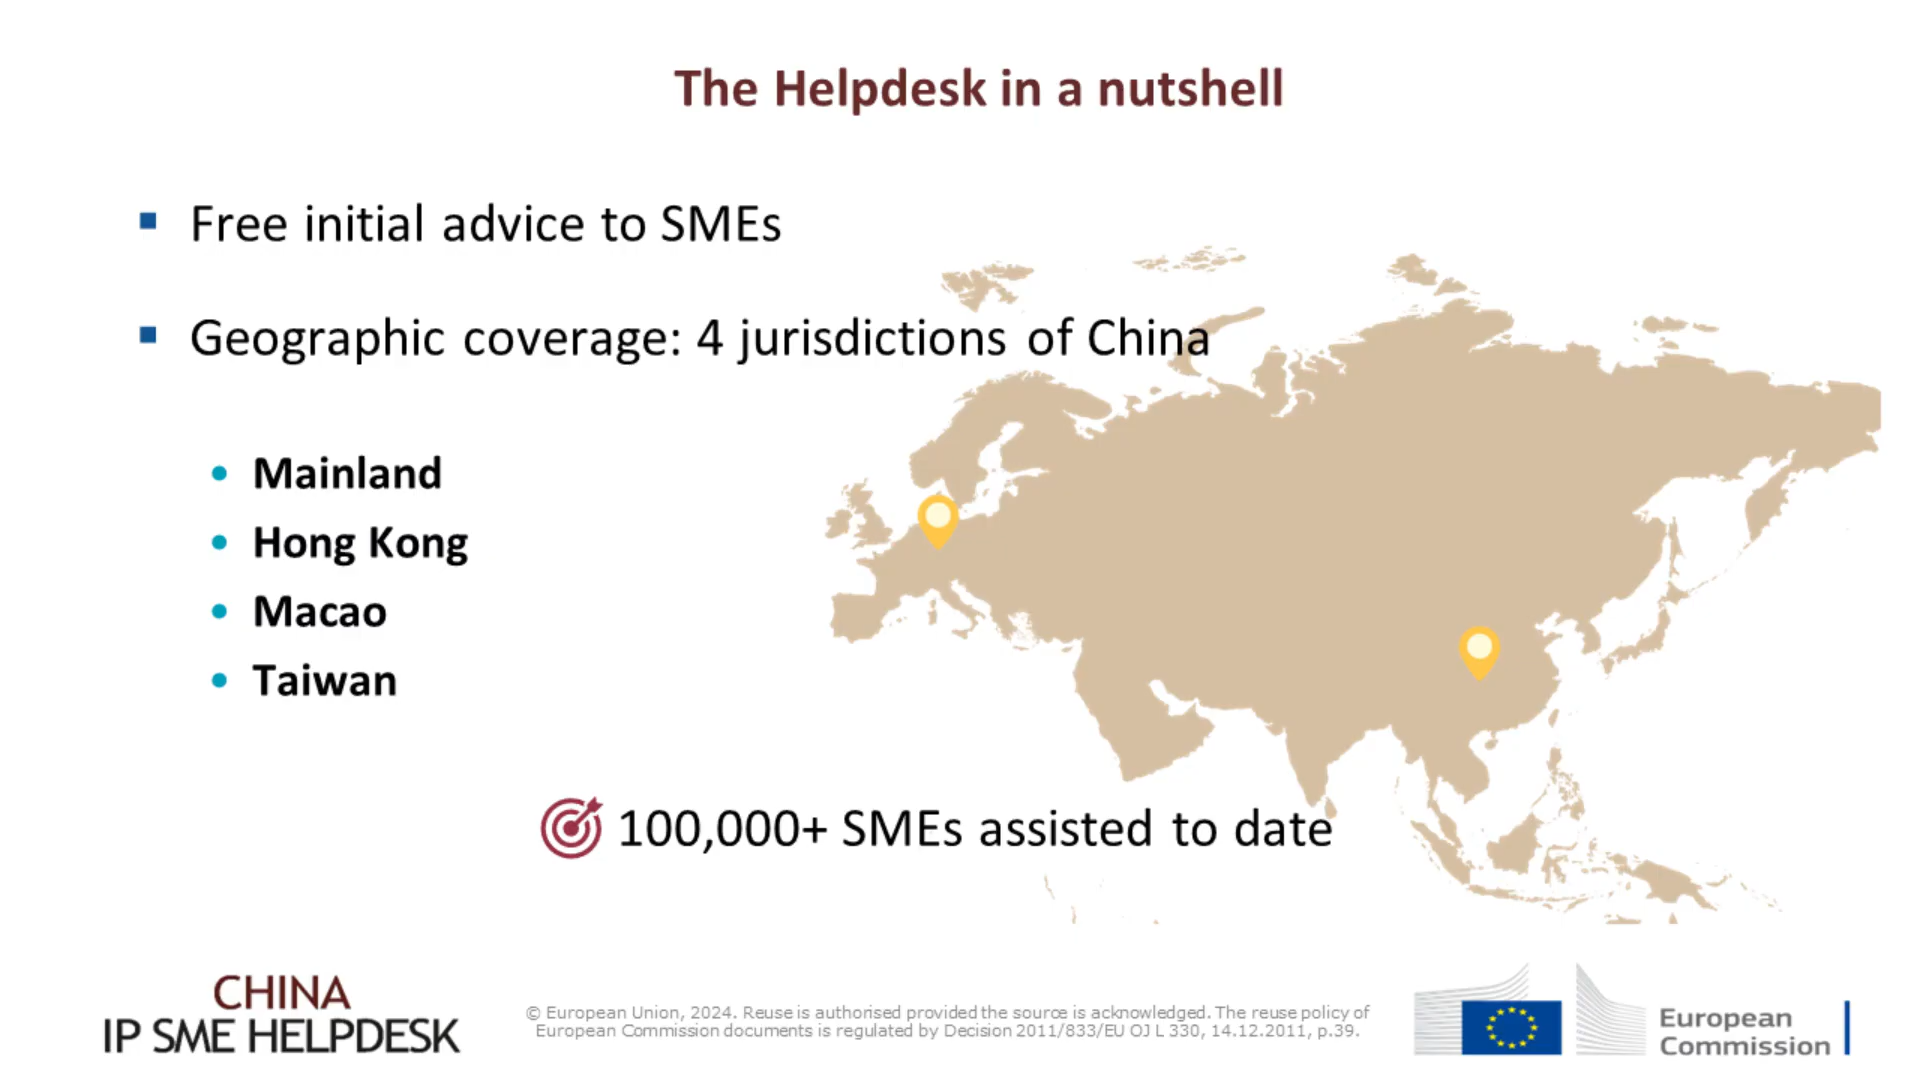 The Helpdesk in a nutshell
Free initial advice to SMEs
Geographic coverage: 4 jurisdictions of China
Mainland
Hong Kong
Macao
Taiwan
100,000+ SMEs assisted to date
CHINA
IP SME HELPDESK
© European Union, 2024. Reuse is authorised provided the source is acknowledged. The reuse policy of
European Commission documents is regulated by Decision 2011/833/EU OJ L 330, 14.12.2011, p.39.
European
Commission